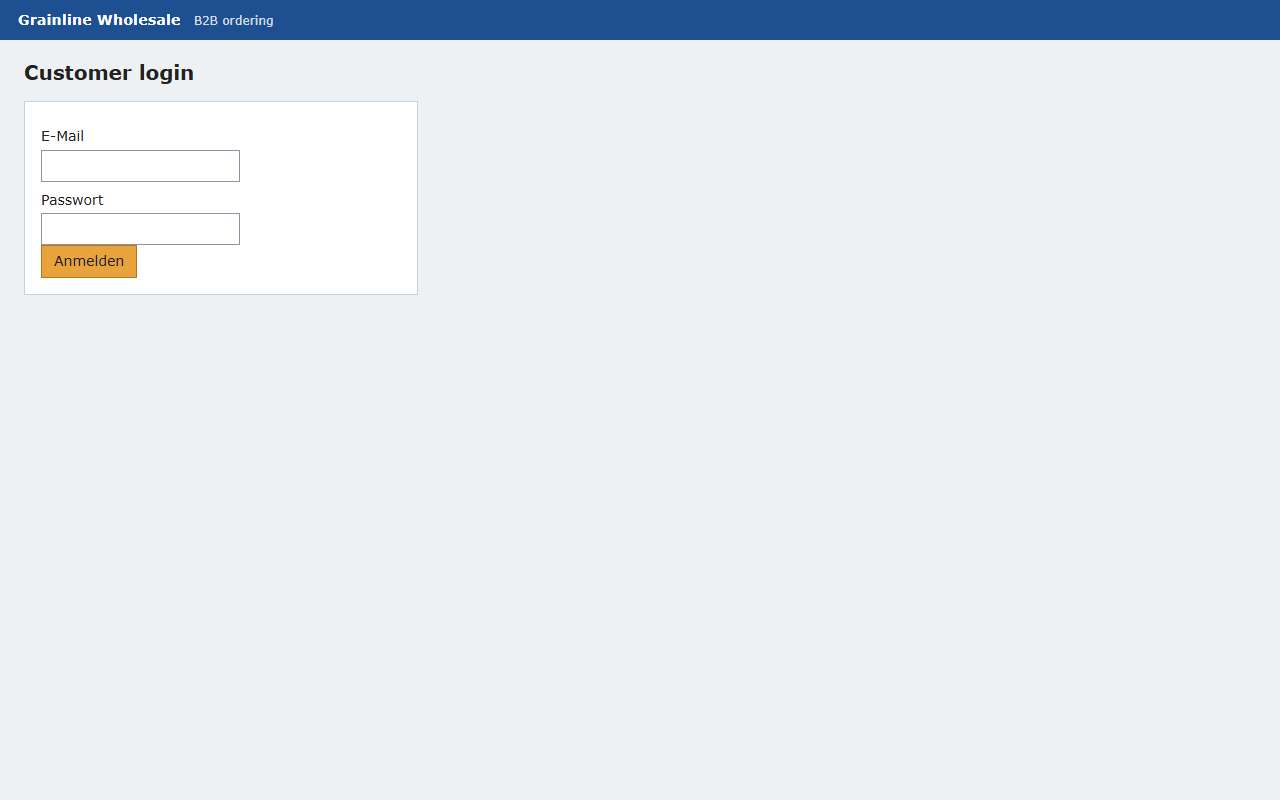 Grainline Wholesale B2B ordering
Customer login
E-Mail
Passwort
Anmelden